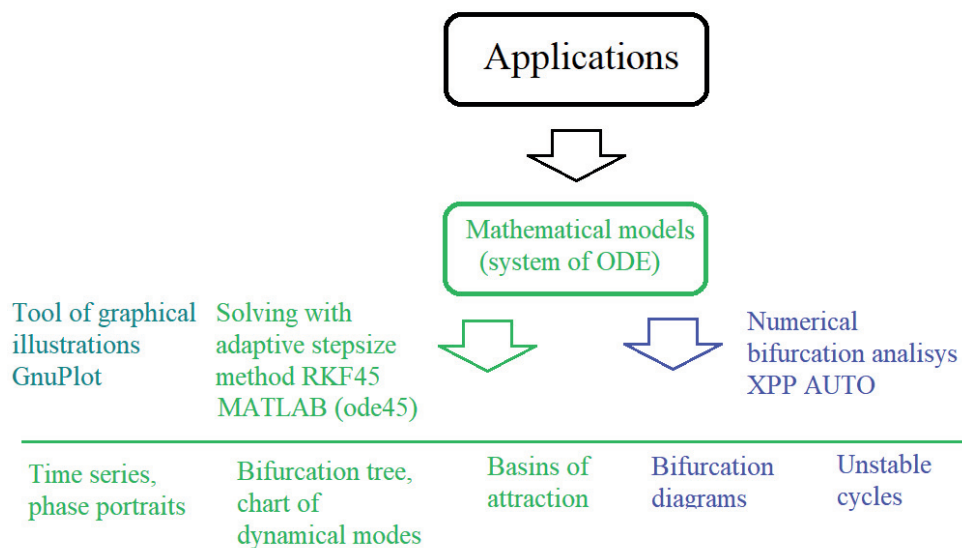 Applications
Mathematical models
(system of ODE)
Tool of graphical
illustrations
GnuPlot
Solving with
adaptive stepsize
method RKF45
MATLAB (ode45)
Numerical
bifurcation analisys
XPP AUTO
Time series,
phase portraits
Bifurcation tree,
chart of
dynamical modes
Basins of
attraction
Bifurcation
diagrams
Unstable
cycles